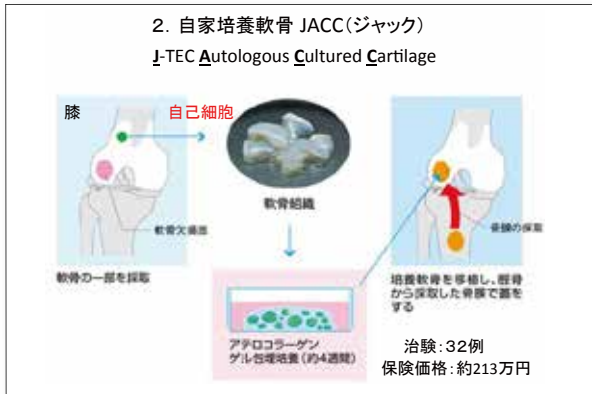 2. 自家培養軟骨 JACC(ジャック)
J-TEC Autologous Cultured Cartilage
膝
自己細胞
軟骨欠損部
軟骨の一部を採取
軟骨組織
アテロコラーゲン
ゲル包埋培養(約4週間)
骨膜の採取
培養軟骨を移植し、脛骨
から採取した骨膜で蓋を
する
治験:32例
保険価格:約213万円